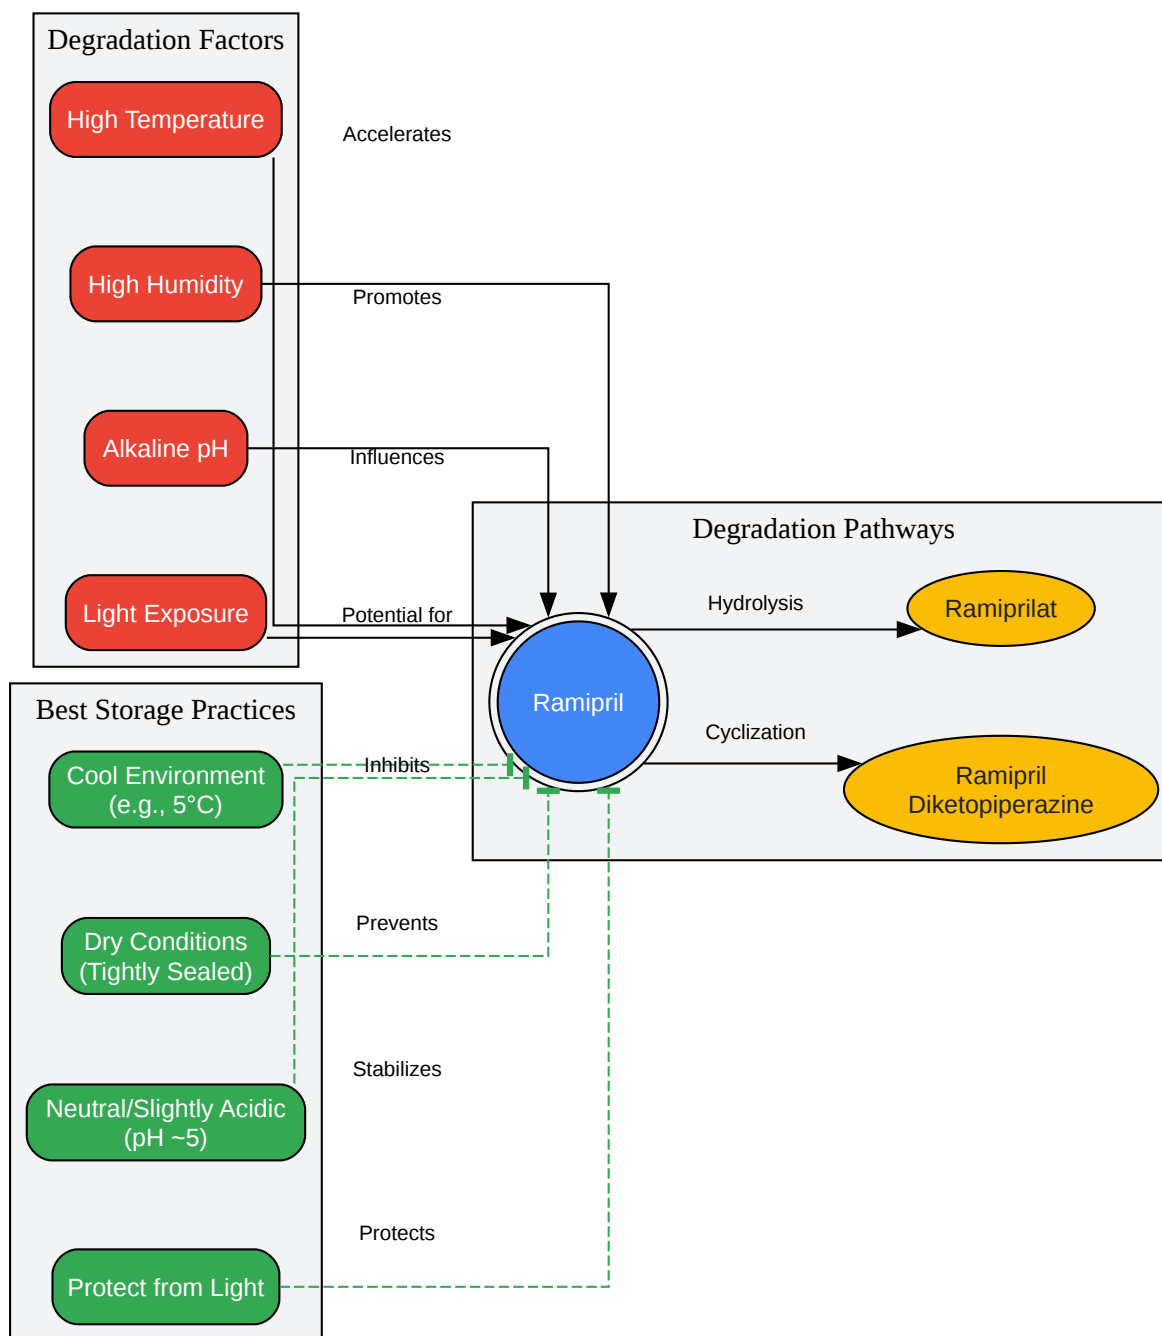 Degradation Factors
High Temperature
Accelerates
High Humidity
Promotes
Alkaline pH
Influences
Light Exposure
Potential for
Degradation Pathways
Hydrolysis
Ramiprilat
Ramipril
Cyclization
Ramipril
Diketopiperazine
Best Storage Practices
Cool Environment
(e.g., 5°C)
Inhibits
Dry Conditions
(Tightly Sealed)
Prevents
Stabilizes
Neutral/Slightly Acidic
(pH ~5)
Protects
Protect from Light